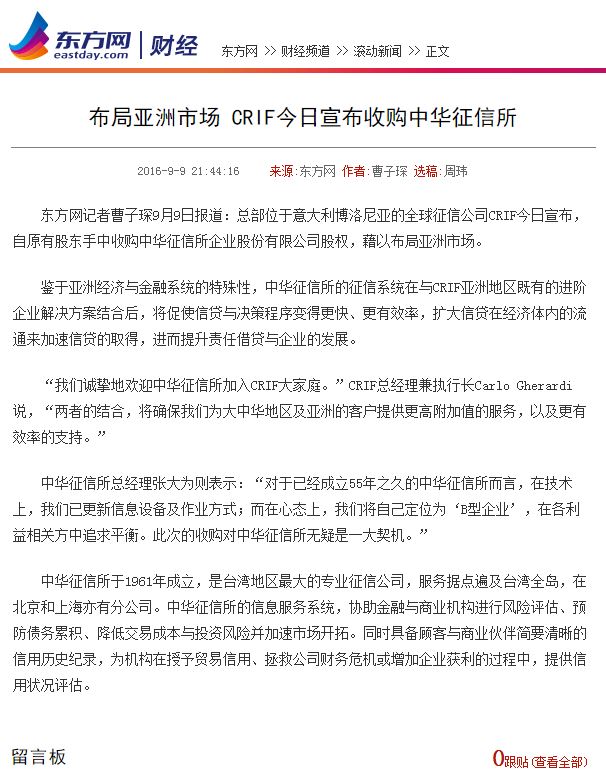 东方网 | 财经
eastday.com
东方网 >> 财经频道 >> 滚动新闻 >> 正文
布局亚洲市场 CRIF今日宣布收购中华征信所
2016-9-9 21:44:16 来源:东方网 作者:曹子琛 选稿:周玮
东方网记者曹子琛9月9日报道：总部位于意大利博洛尼亚的全球征信公司CRIF今日宣布，
自原有股东手中收购中华征信所企业股份有限公司股权，藉以布局亚洲市场。
鉴于亚洲经济与金融系统的特殊性，中华征信所的征信系统在与CRIF亚洲地区既有的进阶
企业解决方案结合后，将促使信贷与决策程序变得更快、更有效率，扩大信贷在经济体内的流
通来加速信贷的取得，进而提升责任借贷与企业的发展。
“我们诚挚地欢迎中华征信所加入CRIF大家庭。”CRIF总经理兼执行长Carlo Gherardi
说，“两者的结合，将确保我们为大中华地区及亚洲的客户提供更高附加值的服务，以及更有
效率的支持。”
中华征信所总经理张大为则表示：“对于已经成立55年之久的中华征信所而言，在技术
上，我们已更新信息设备及作业方式；而在心态上，我们将自己定位为‘B型企业’，在各利
益相关方中追求平衡。此次的收购对中华征信所无疑是一大契机。”
中华征信所于1961年成立，是台湾地区最大的专业征信公司，服务据点遍及台湾全岛，在
北京和上海亦有分公司。中华征信所的信息服务系统，协助金融与商业机构进行风险评估、预
防债务累积、降低交易成本与投资风险并加速市场开拓。同时具备顾客与商业伙伴简要清晰的
信用历史纪录，为机构在授予贸易信用、拯救公司财务危机或增加企业获利的过程中，提供信
用状况评估。
留言板 0跟贴(查看全部)